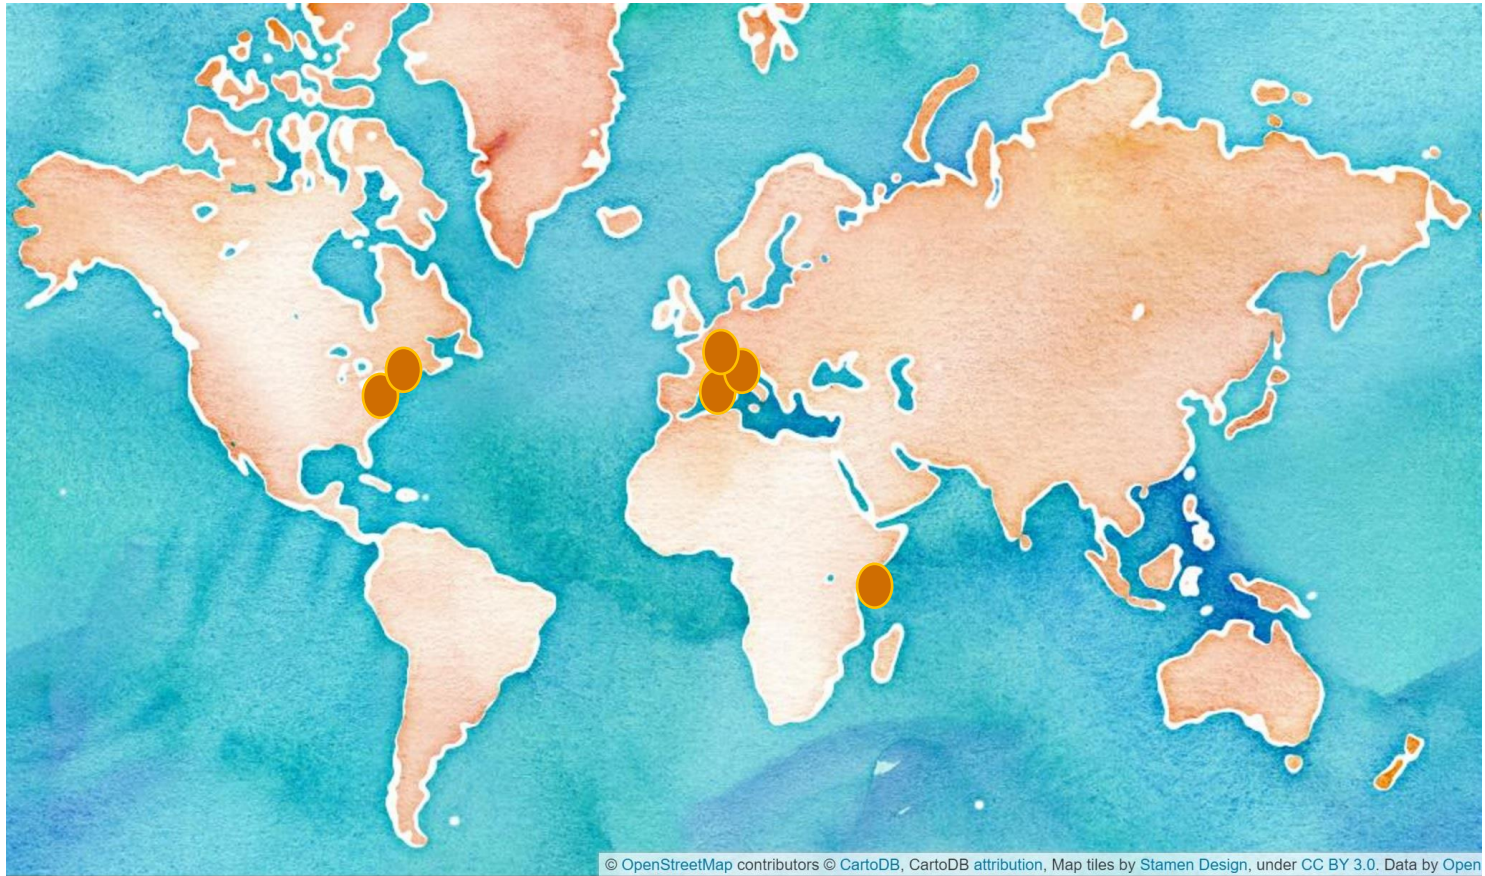 © OpenStreetMap contributors © CartoDB, CartoDB attribution, Map tiles by Stamen Design, under CC BY 3.0. Data by Open